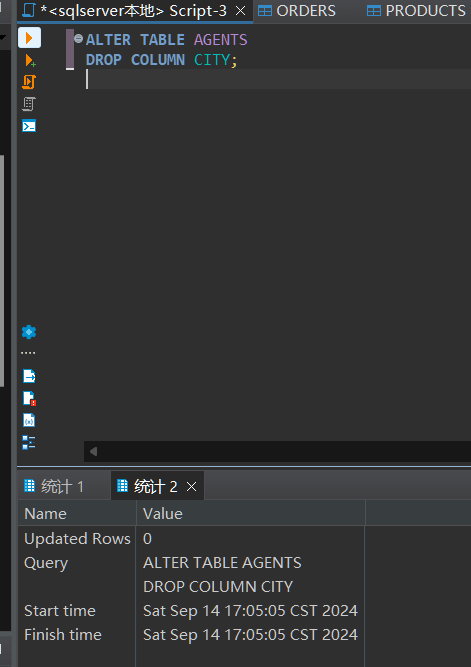 *<sqlserver本地> Script-3
ORDERS
PRODUCTS
ALTER TABLE AGENTS
DROP COLUMN CITY;
统计 1
统计 2
Name Value
Updated Rows 0
Query ALTER TABLE AGENTS
DROP COLUMN CITY
Start time Sat Sep 14 17:05:05 CST 2024
Finish time Sat Sep 14 17:05:05 CST 2024